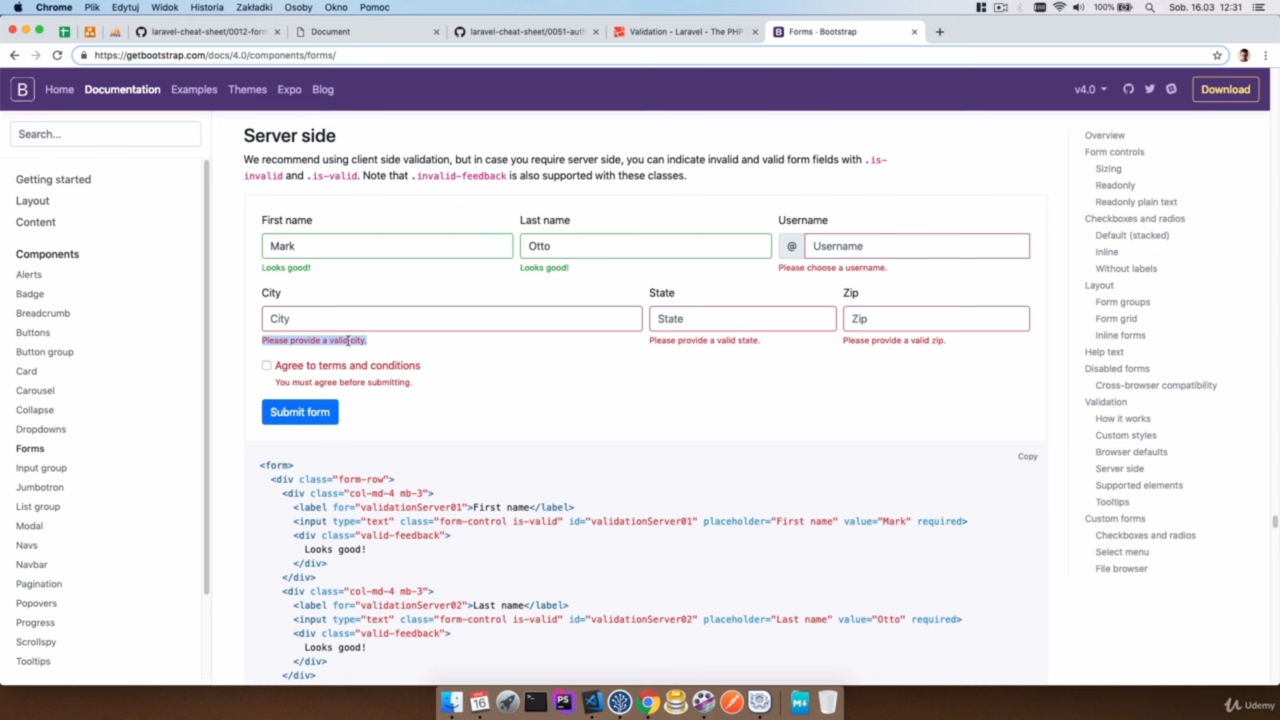 Chrome Plik Edytuj Widok Historia Zakładki Osoby Okno Pomoc 100% Sob. 16.03 12:31
laravel-cheat-sheet/0012-form × Document × laravel-cheat-sheet/0051-auth × Validation - Laravel - The PHP × Forms · Bootstrap × +
https://getbootstrap.com/docs/4.0/components/forms/
B Home Documentation Examples Themes Expo Blog v4.0 Download
Search...
Getting started
Layout
Content
Components
Alerts
Badge
Breadcrumb
Buttons
Button group
Card
Carousel
Collapse
Dropdowns
Forms
Input group
Jumbotron
List group
Modal
Navs
Navbar
Pagination
Popovers
Progress
Scrollspy
Tooltips
Server side
We recommend using client side validation, but in case you require server side, you can indicate invalid and valid form fields with .is-
invalid and .is-valid. Note that .invalid-feedback is also supported with these classes.
First name Last name Username
Mark Otto @ Username
Looks good! Looks good! Please choose a username.
City State Zip
City State Zip
Please provide a valid city. Please provide a valid state. Please provide a valid zip.
Agree to terms and conditions
You must agree before submitting.
Submit form
Copy
<form>
<div class="form-row">
<div class="col-md-4 mb-3">
<label for="validationServer01">First name</label>
<input type="text" class="form-control is-valid" id="validationServer01" placeholder="First name" value="Mark" required>
<div class="valid-feedback">
Looks good!
</div>
</div>
<div class="col-md-4 mb-3">
<label for="validationServer02">Last name</label>
<input type="text" class="form-control is-valid" id="validationServer02" placeholder="Last name" value="Otto" required>
<div class="valid-feedback">
Looks good!
</div>
</div>
Overview
Form controls
Sizing
Readonly
Readonly plain text
Checkboxes and radios
Default (stacked)
Inline
Without labels
Layout
Form groups
Form grid
Inline forms
Help text
Disabled forms
Cross-browser compatibility
Validation
How it works
Custom styles
Browser defaults
Server side
Supported elements
Tooltips
Custom forms
Checkboxes and radios
Select menu
File browser
16
PS
M+
Udemy